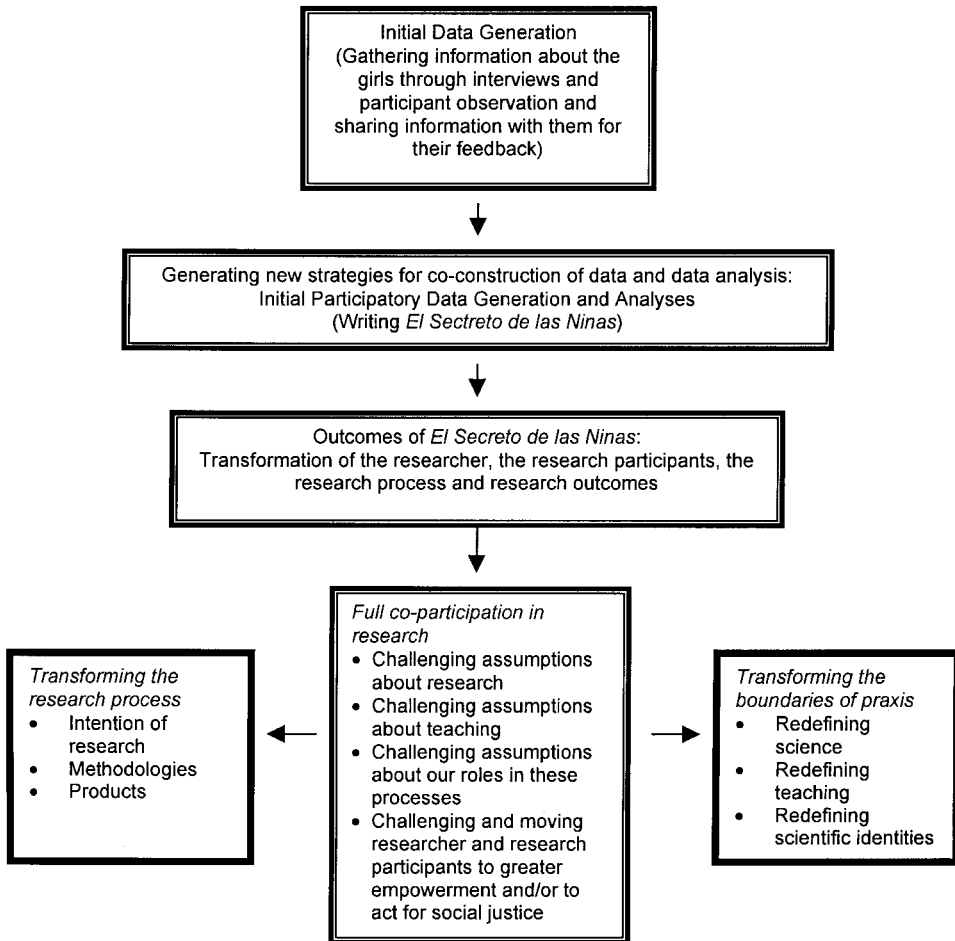 Initial Data Generation
(Gathering information about the
girls through interviews and
participant observation and
sharing information with them for
their feedback)
Generating new strategies for co-construction of data and data analysis:
Initial Participatory Data Generation and Analyses
(Writing El Sectreto de las Ninas)
Outcomes of El Secreto de las Ninas:
Transformation of the researcher, the research participants, the
research process and research outcomes
Transforming the
research process
• Intention of
research
• Methodologies
• Products
Full co-participation in
research
• Challenging assumptions
about research
• Challenging assumptions
about teaching
• Challenging assumptions
about our roles in these
processes
• Challenging and moving
researcher and research
participants to greater
empowerment and/or to
act for social justice
Transforming the
boundaries of praxis
• Redefining
science
• Redefining
teaching
• Redefining
scientific identities